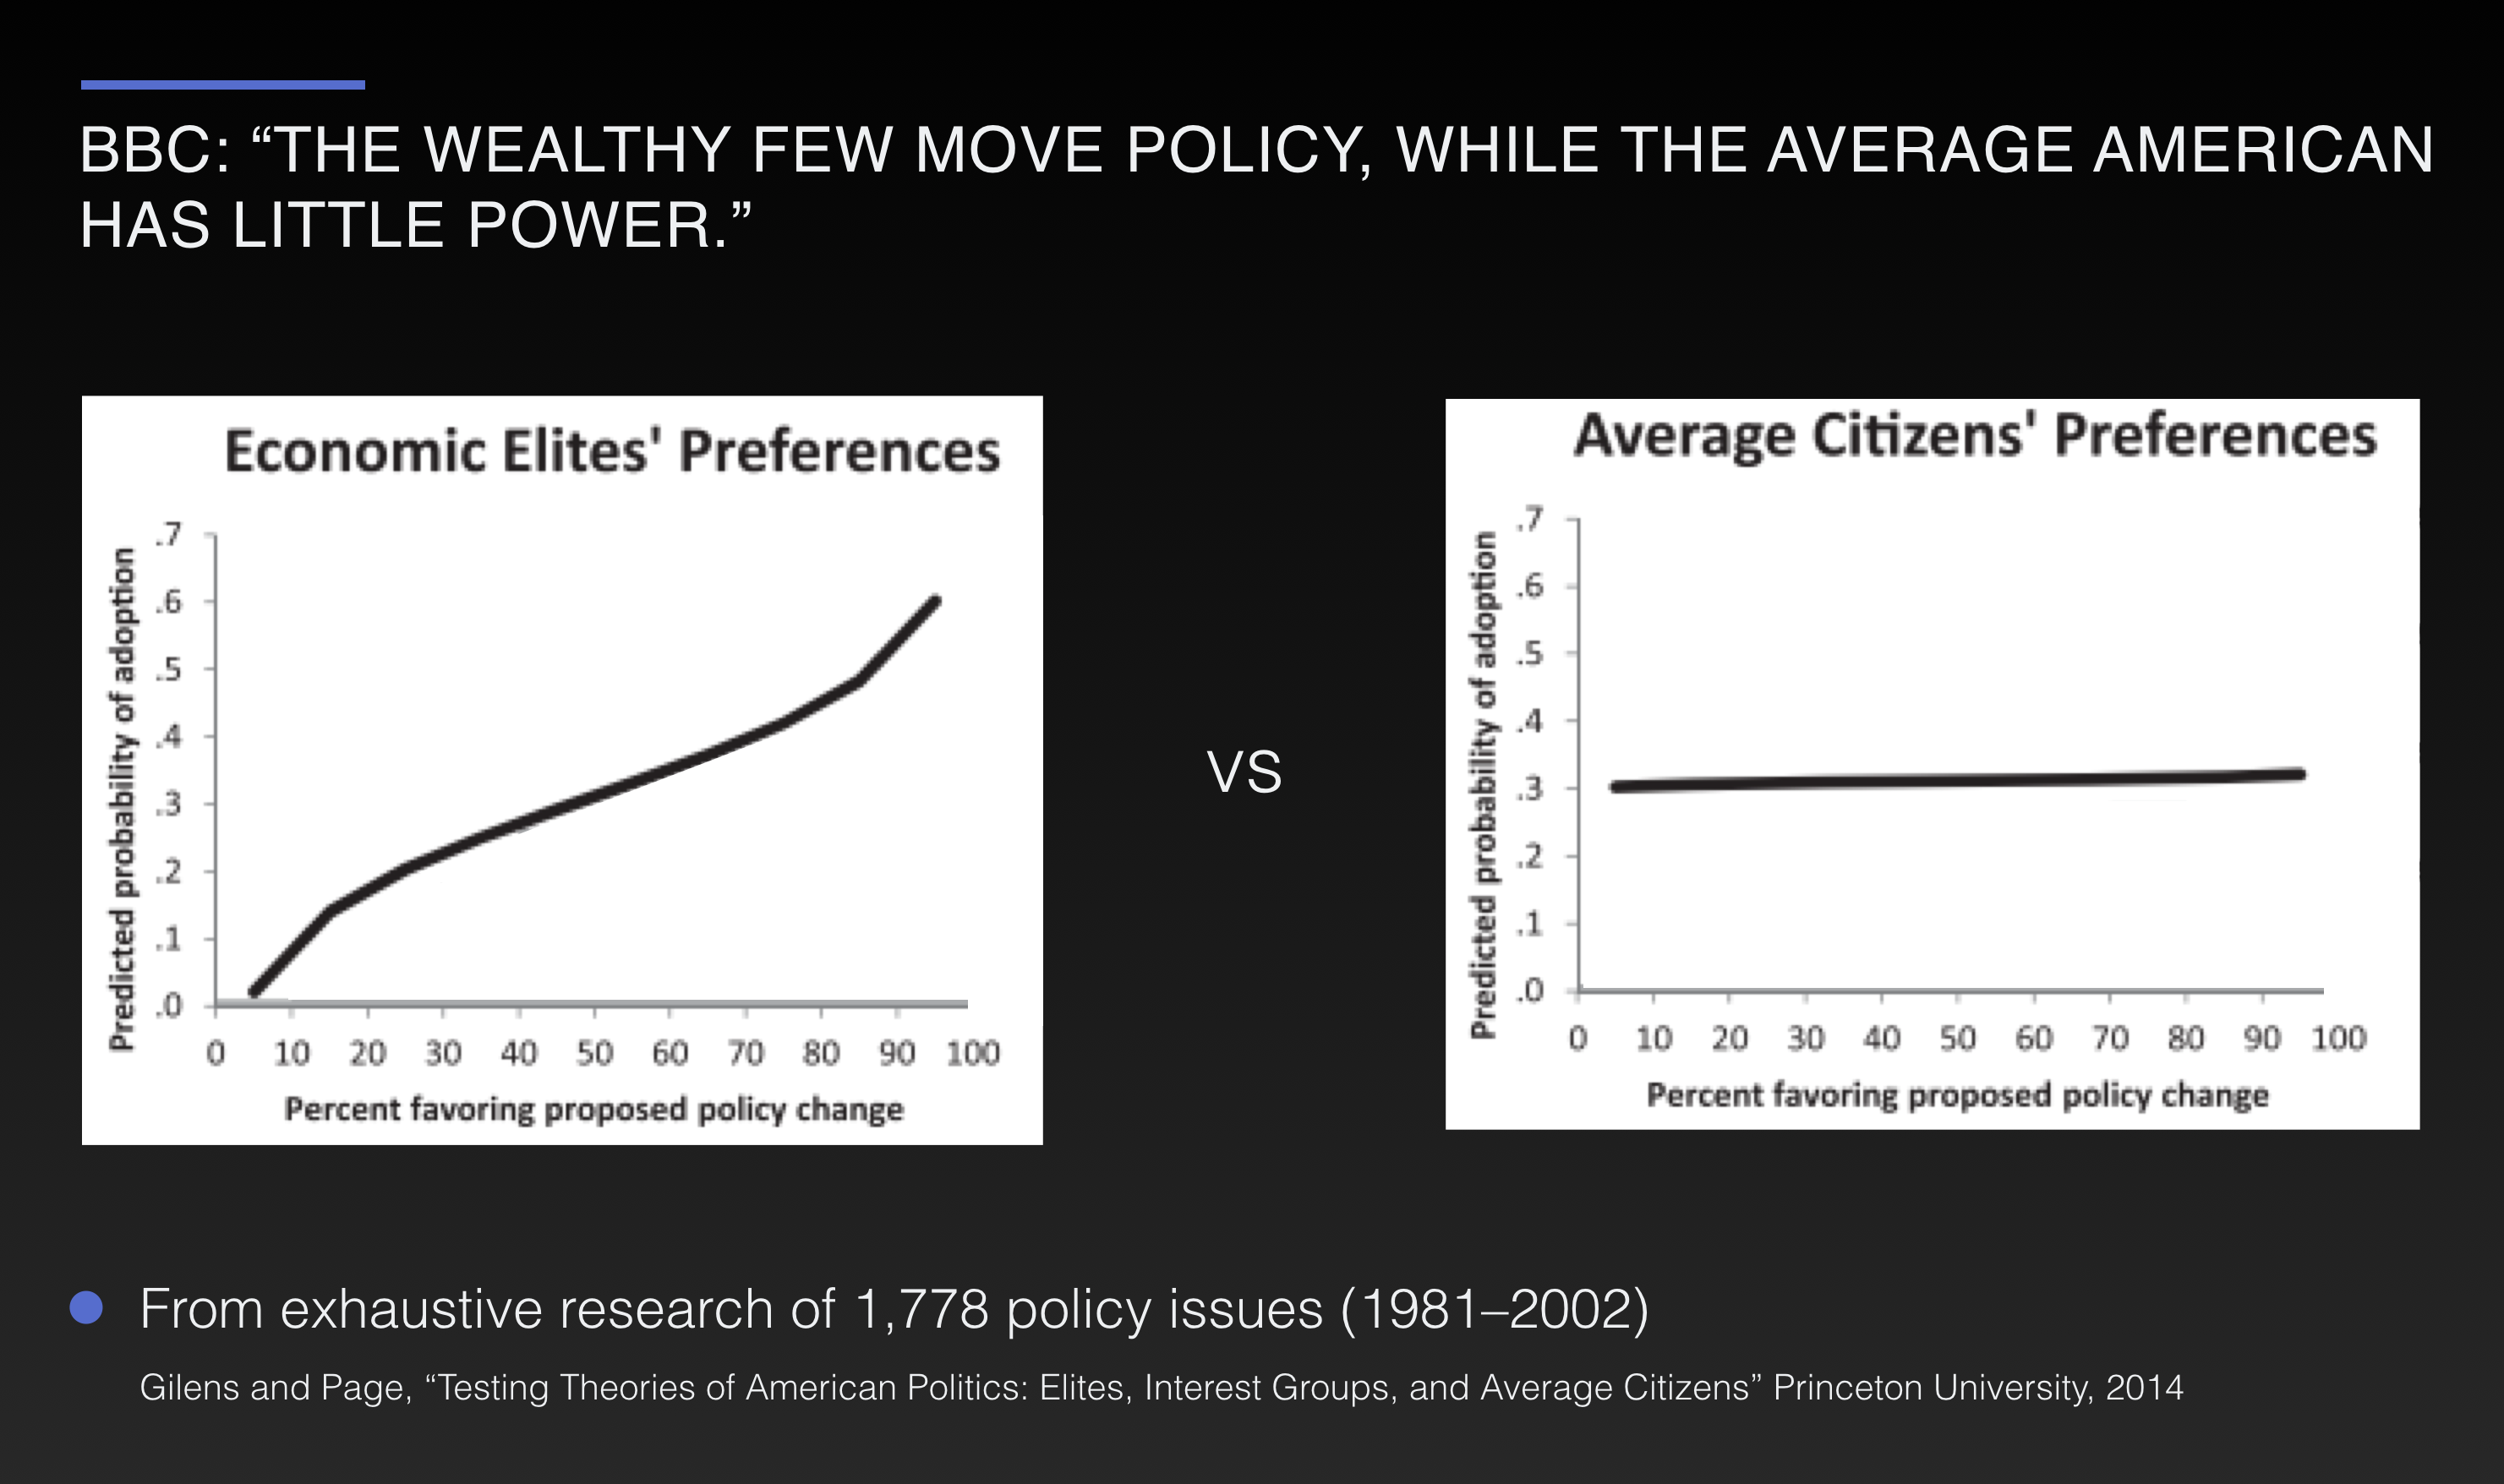 BBC: “THE WEALTHY FEW MOVE POLICY, WHILE THE AVERAGE AMERICAN
HAS LITTLE POWER.”
Economic Elites' Preferences
Predicted probability of adoption
.7
.6
.5
.4
.3
.2
.1
.0
0 10 20 30 40 50 60 70 80 90 100
Percent favoring proposed policy change
VS
Average Citizens' Preferences
Predicted probability of adoption
.7
.6
.5
.4
.3
.2
.1
.0
0 10 20 30 40 50 60 70 80 90 100
Percent favoring proposed policy change
From exhaustive research of 1,778 policy issues (1981–2002)
Gilens and Page, “Testing Theories of American Politics: Elites, Interest Groups, and Average Citizens” Princeton University, 2014